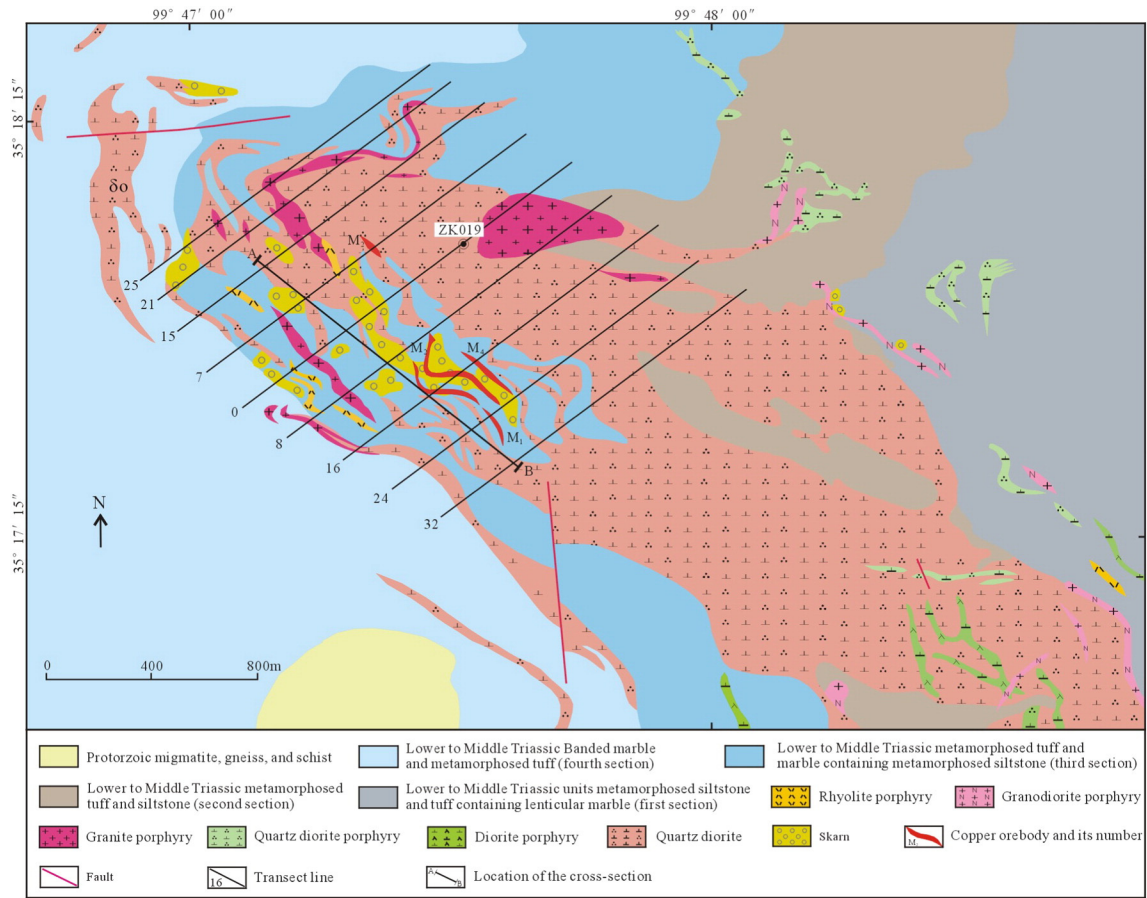 99° 47′ 00″
99° 48′ 00″
35° 18′ 15″
35° 17′ 15″
δo
ZK019
A
M
25
21
15
7
M
M4
0
8
M1
16
B
24
32
N
0 400 800m
Protorzoic migmatite, gneiss, and schist
Lower to Middle Triassic Banded marble
and metamorphosed tuff (fourth section)
Lower to Middle Triassic metamorphosed tuff and
marble containing metamorphosed siltstone (third section)
Lower to Middle Triassic metamorphosed
tuff and siltstone (second section)
Lower to Middle Triassic units metamorphosed siltstone
and tuff containing lenticular marble (first section)
Rhyolite porphyry
Granodiorite porphyry
Granite porphyry
Quartz diorite porphyry
Diorite porphyry
Quartz diorite
Skarn
M
Copper orebody and its number
Fault
16
Transect line
A
B
Location of the cross-section